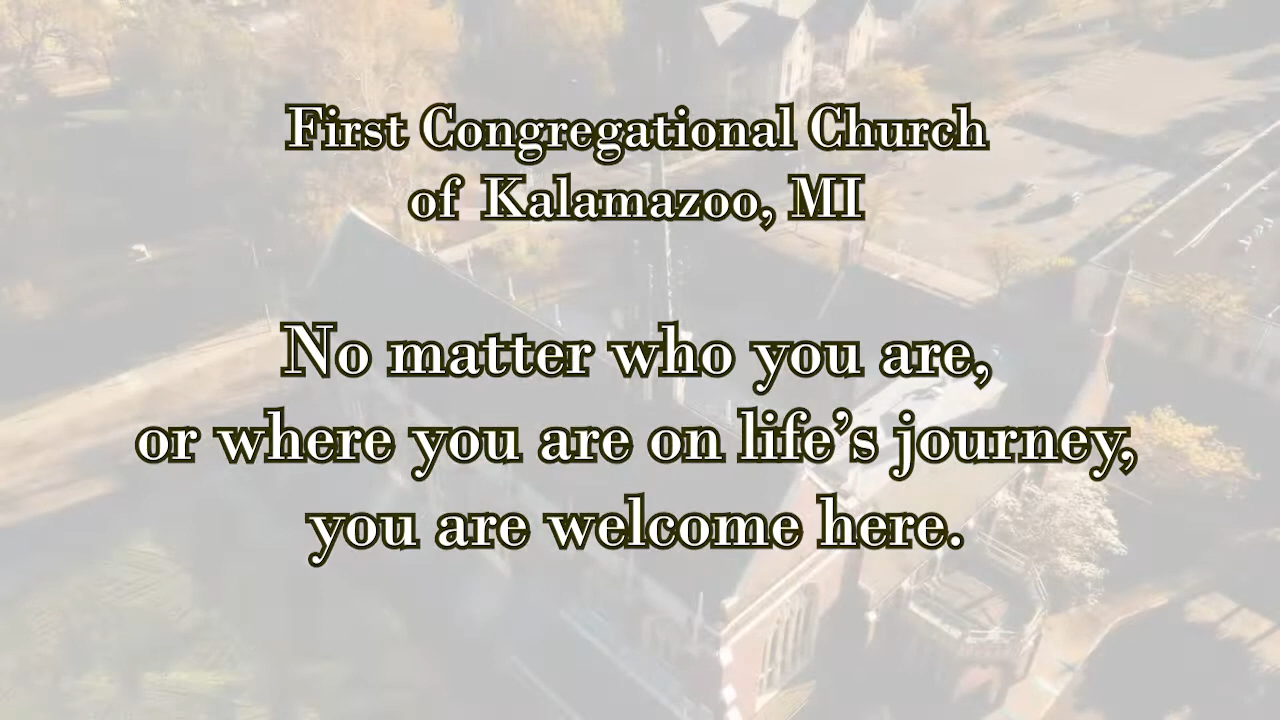 First Congregational Church
of Kalamazoo, MI
No matter who you are,
or where you are on life’s journey,
you are welcome here.